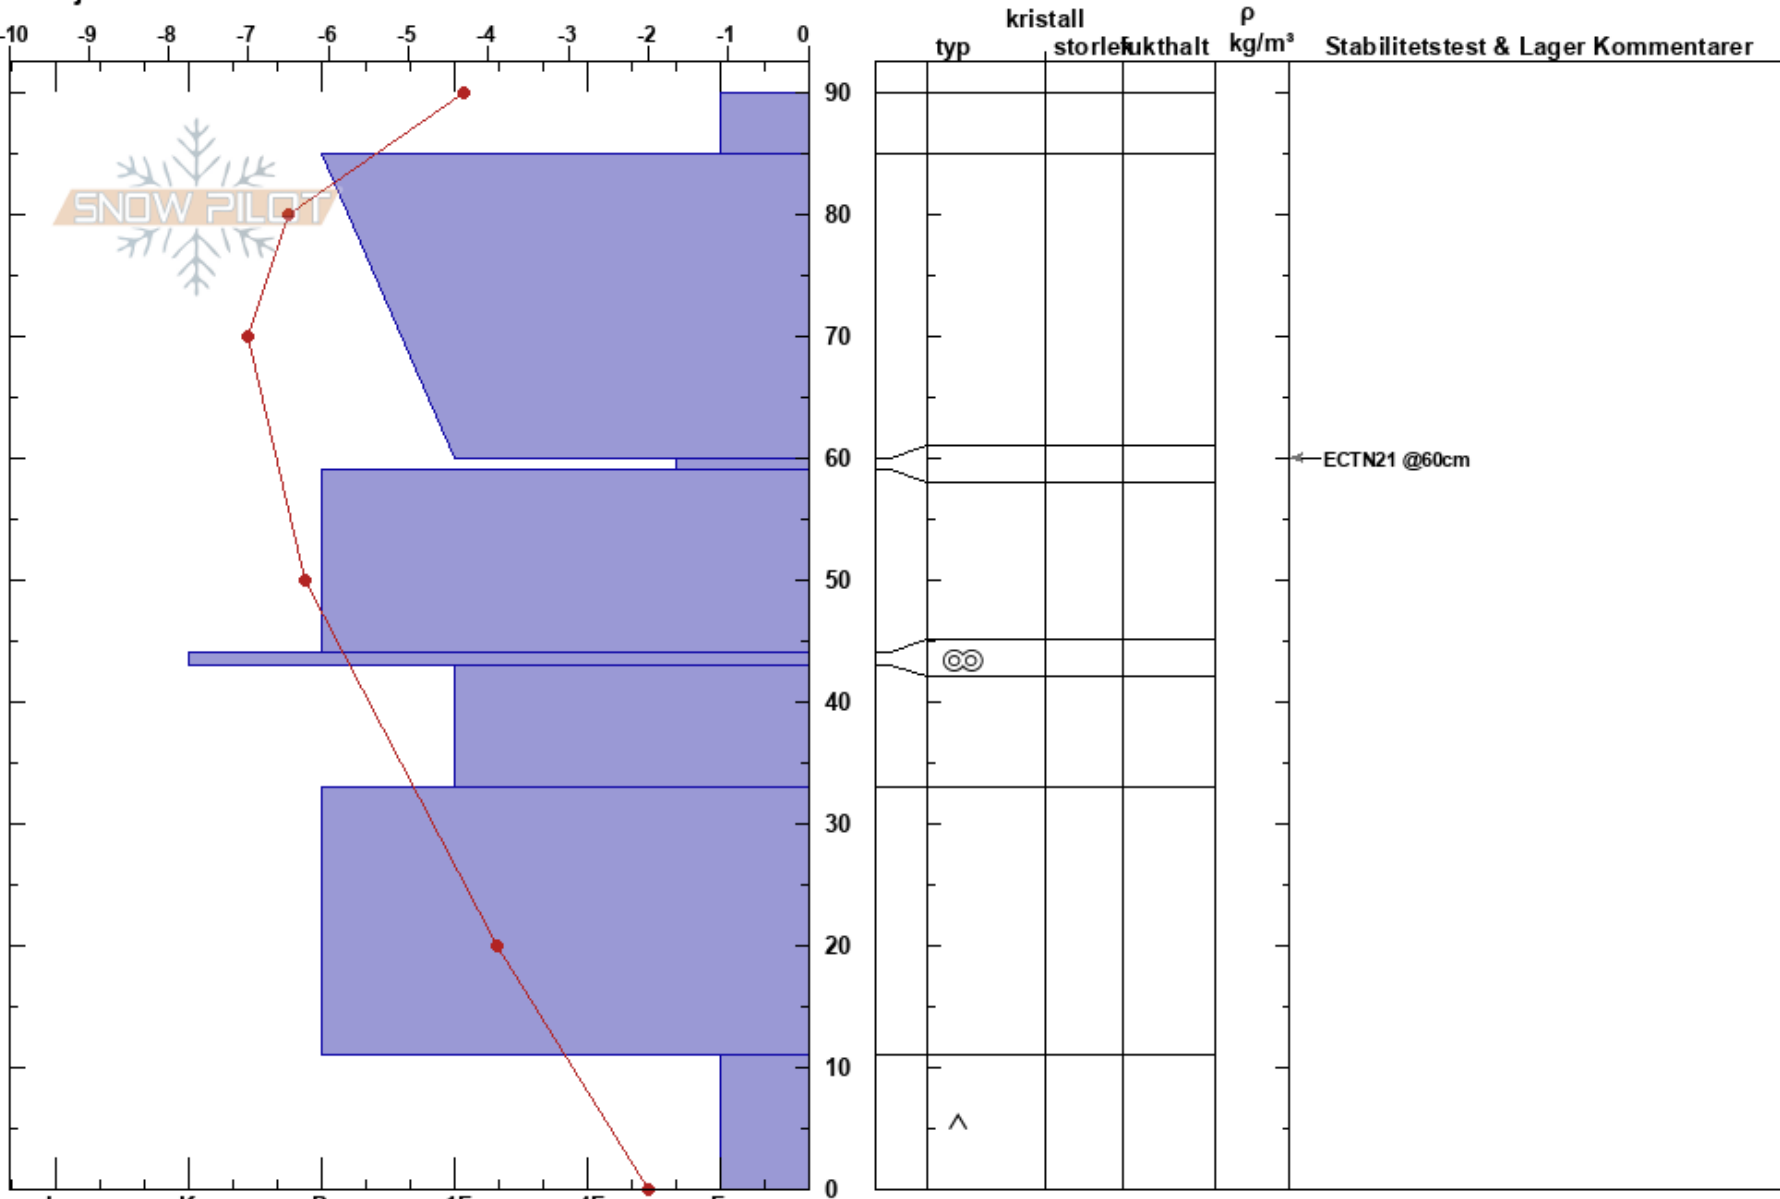 kristall
ρ
-10 -9 -8 -7 -6 -5 -4 -3 -2 -1 0
typ storlek fukthalt kg/m³ Stabilitetstest & Lager Kommentarer
90
SNOW PILOT
80
70
60
ECTN21 @60cm
50
40
30
20
10
0